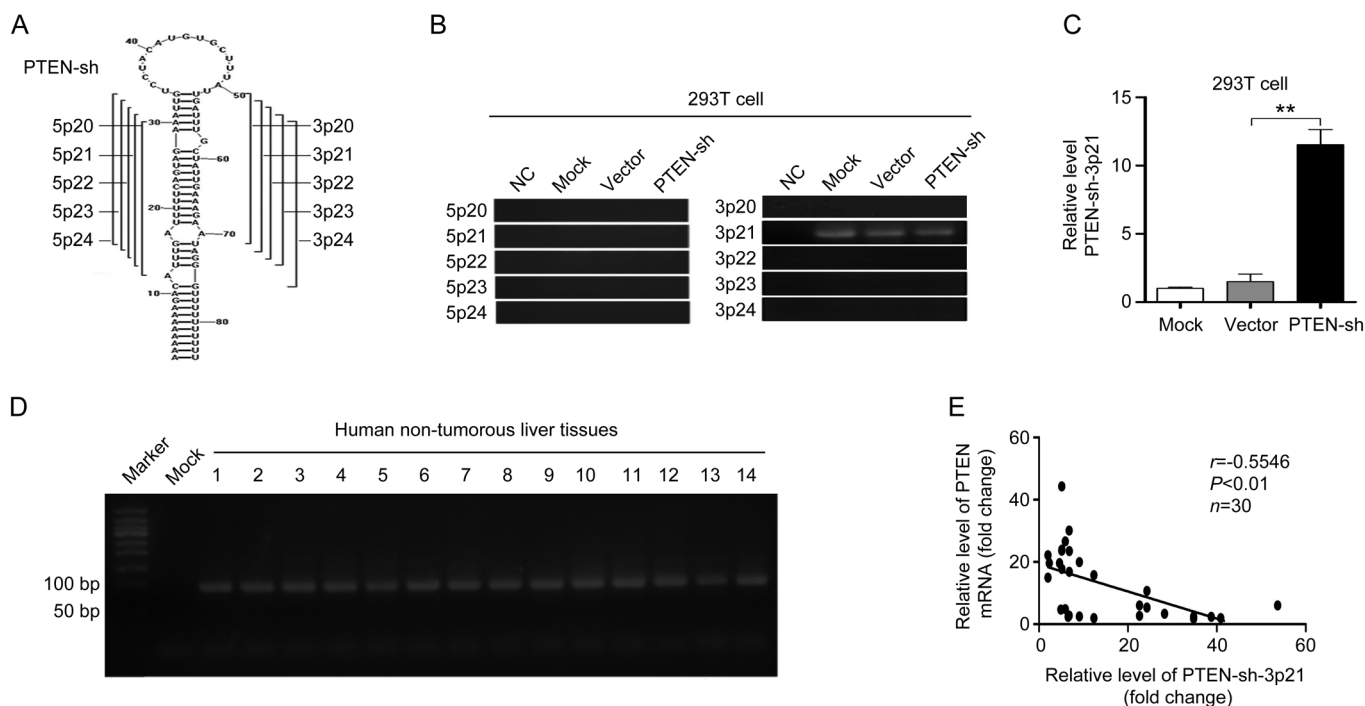 A
PTEN-sh
40
50
30
60
20
70
10
80
5p20
5p21
5p22
5p23
5p24
3p20
3p21
3p22
3p23
3p24
B
293T cell
NC Mock Vector PTEN-sh
5p20
5p21
5p22
5p23
5p24
NC Mock Vector PTEN-sh
3p20
3p21
3p22
3p23
3p24
C
293T cell
**
Relative level
PTEN-sh-3p21
15
10
5
0
Mock Vector PTEN-sh
D
Human non-tumorous liver tissues
Marker Mock 1 2 3 4 5 6 7 8 9 10 11 12 13 14
100 bp
50 bp
E
Relative level of PTEN
mRNA (fold change)
60
40
20
0
r=-0.5546
P<0.01
n=30
0 20 40 60
Relative level of PTEN-sh-3p21
(fold change)